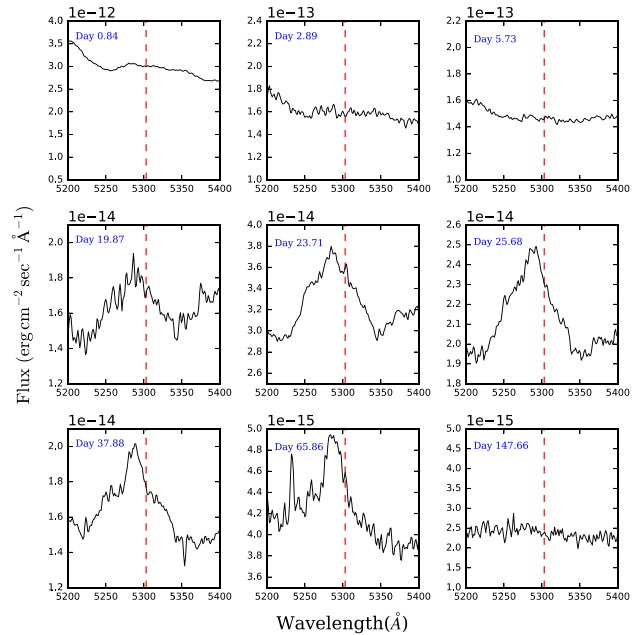 1e−12 1e−13 1e−13
4.0 2.2 2.2
Day 0.84 Day 2.89 Day 5.73
3.5 2.0 2.0
3.0 1.8 1.8
2.5
2.0 1.6 1.6
1.5 1.4 1.4
1.0 1.2 1.2
0.5 1.0 1.0
5200 5250 5300 5350 5400 5200 5250 5300 5350 5400 5200 5250 5300 5350 5400
1e−14 1e−14 1e−14
2.2 4.0 2.6
Day 19.87 Day 23.71 Day 25.68
3.8 2.5
2.0 3.6 2.4
3.4 2.3
1.8 3.2 2.2
3.0 2.1
1.6 2.8 2.0
1.4 2.6 1.9
1.2 2.4 1.8
5200 5250 5300 5350 5400 5200 5250 5300 5350 5400 5200 5250 5300 5350 5400
Flux (erg cm−2 sec−1 Å−1)
1e−14 1e−15 1e−15
2.2 5.0 5.0
Day 37.88 Day 65.86 Day 147.66
4.8 4.5
2.0 4.6 4.0
4.4 3.5
1.8 4.2 3.0
1.6 4.0 2.5
3.8 2.0
1.4 3.6 1.5
1.2 1.0
5200 5250 5300 5350 5400 5200 5250 5300 5350 5400 5200 5250 5300 5350 5400
Wavelength(Å)